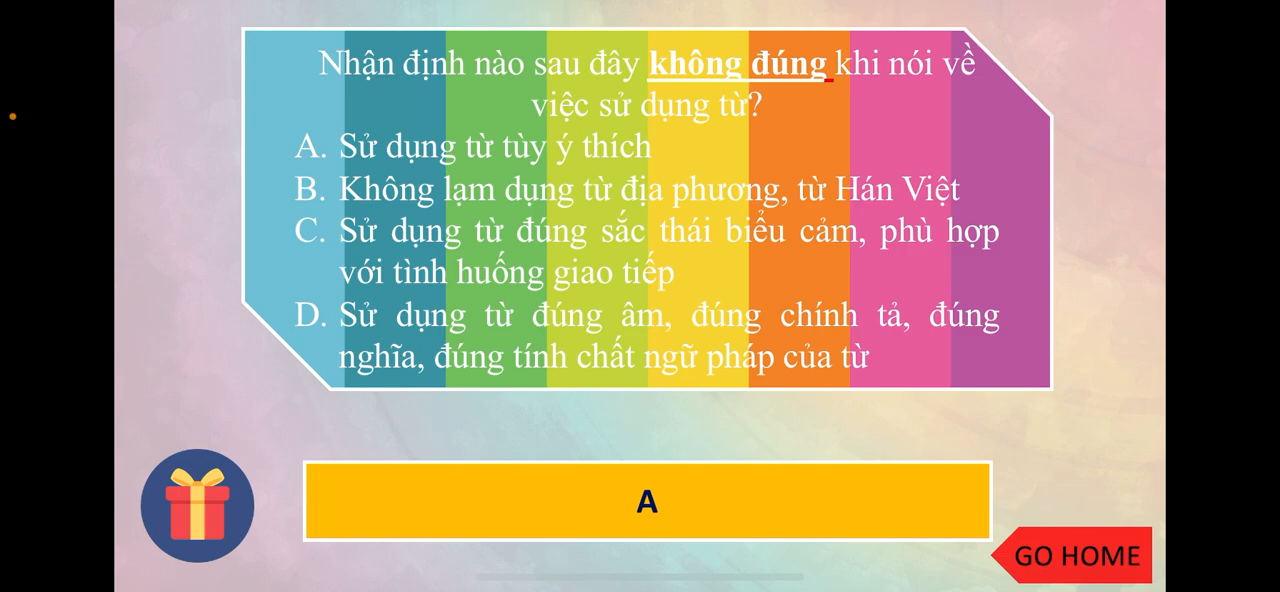 Nhận định nào sau đây không đúng khi nói về
việc sử dụng từ?
A. Sử dụng từ tùy ý thích
B. Không lạm dụng từ địa phương, từ Hán Việt
C. Sử dụng từ đúng sắc thái biểu cảm, phù hợp
với tình huống giao tiếp
D. Sử dụng từ đúng âm, đúng chính tả, đúng
nghĩa, đúng tính chất ngữ pháp của từ
A
GO HOME